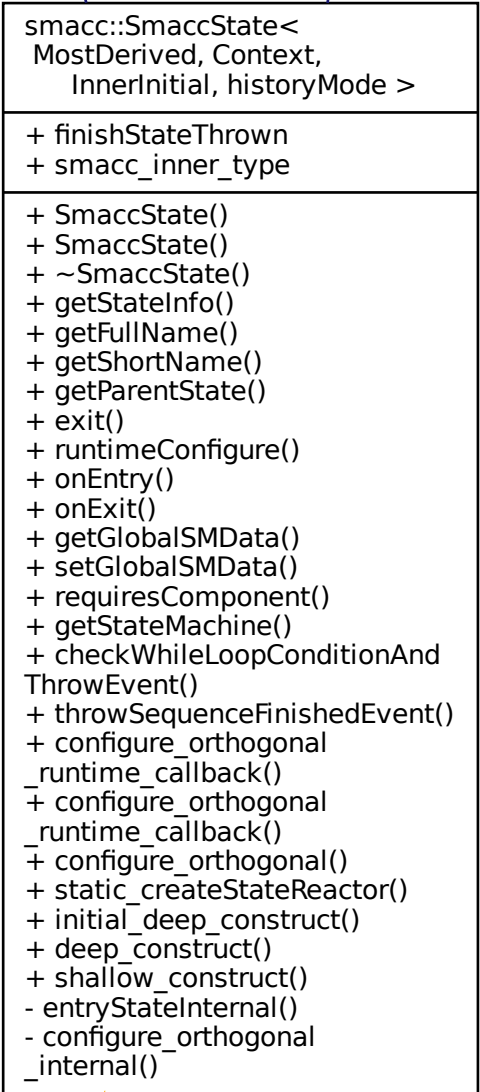 smacc::SmaccState<
MostDerived, Context,
InnerInitial, historyMode >
+ finishStateThrown
+ smacc_inner_type
+ SmaccState()
+ SmaccState()
+ ~SmaccState()
+ getStateInfo()
+ getFullName()
+ getShortName()
+ getParentState()
+ exit()
+ runtimeConfigure()
+ onEntry()
+ onExit()
+ getGlobalSMData()
+ setGlobalSMData()
+ requiresComponent()
+ getStateMachine()
+ checkWhileLoopConditionAnd
ThrowEvent()
+ throwSequenceFinishedEvent()
+ configure_orthogonal
_runtime_callback()
+ configure_orthogonal
_runtime_callback()
+ configure_orthogonal()
+ static_createStateReactor()
+ initial_deep_construct()
+ deep_construct()
+ shallow_construct()
- entryStateInternal()
- configure_orthogonal
_internal()